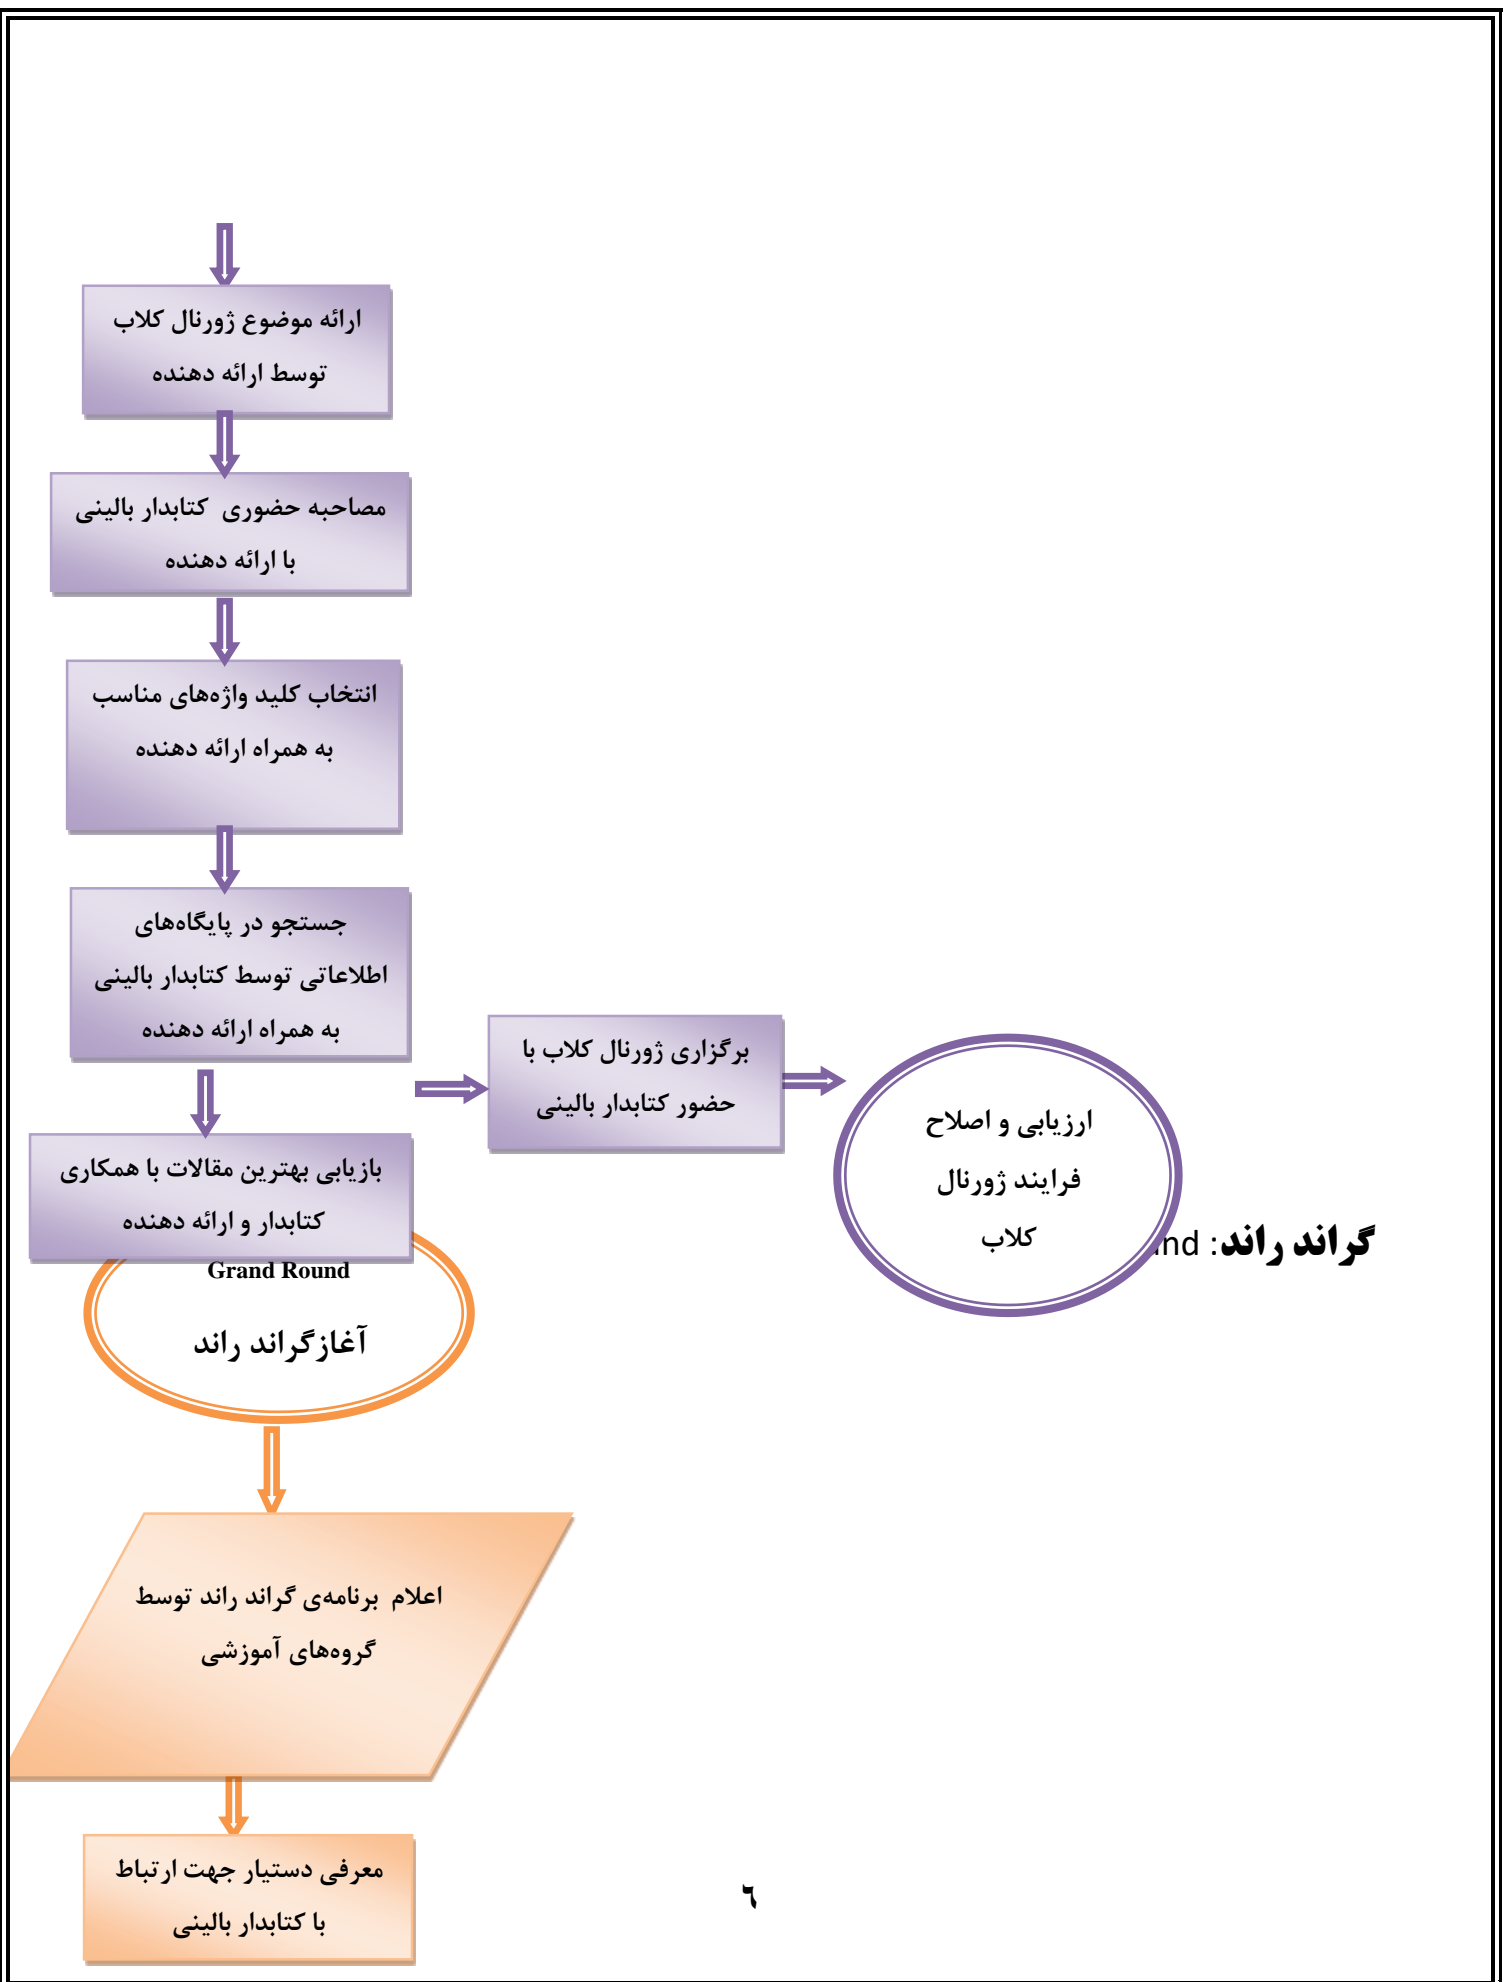 ارائه موضوع ژورنال کلاب
توسط ارائه دهنده
مصاحبه حضوری کتابدار بالینی
با ارائه دهنده
انتخاب کلید واژه‌های مناسب
به همراه ارائه دهنده
جستجو در پایگاه‌های
اطلاعاتی توسط کتابدار بالینی
به همراه ارائه دهنده
بازیابی بهترین مقالات با همکاری
کتابدار و ارائه دهنده
برگزاری ژورنال کلاب با
حضور کتابدار بالینی
ارزیابی و اصلاح
فرایند ژورنال
کلاب
گراند راند:
Grand Round
آغازگراند راند
اعلام برنامه‌ی گراند راند توسط
گروه‌های آموزشی
معرفی دستیار جهت ارتباط
با کتابدار بالینی
٦